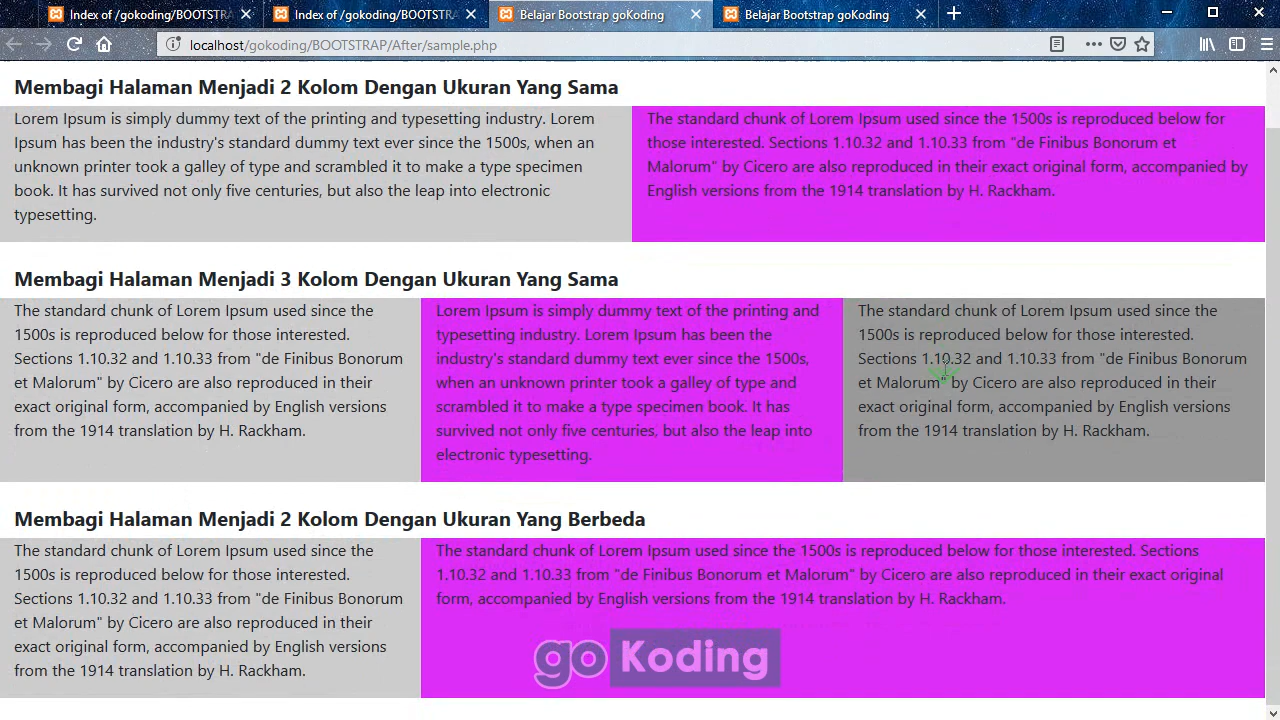 Index of /gokoding/BOOTSTRA
Index of /gokoding/BOOTSTRA
Belajar Bootstrap goKoding
Belajar Bootstrap goKoding
localhost/gokoding/BOOTSTRAP/After/sample.php
Membagi Halaman Menjadi 2 Kolom Dengan Ukuran Yang Sama
Lorem Ipsum is simply dummy text of the printing and typesetting industry. Lorem
Ipsum has been the industry's standard dummy text ever since the 1500s, when an
unknown printer took a galley of type and scrambled it to make a type specimen
book. It has survived not only five centuries, but also the leap into electronic
typesetting.
The standard chunk of Lorem Ipsum used since the 1500s is reproduced below for
those interested. Sections 1.10.32 and 1.10.33 from "de Finibus Bonorum et
Malorum" by Cicero are also reproduced in their exact original form, accompanied by
English versions from the 1914 translation by H. Rackham.
Membagi Halaman Menjadi 3 Kolom Dengan Ukuran Yang Sama
The standard chunk of Lorem Ipsum used since the
1500s is reproduced below for those interested.
Sections 1.10.32 and 1.10.33 from "de Finibus Bonorum
et Malorum" by Cicero are also reproduced in their
exact original form, accompanied by English versions
from the 1914 translation by H. Rackham.
Lorem Ipsum is simply dummy text of the printing and
typesetting industry. Lorem Ipsum has been the
industry's standard dummy text ever since the 1500s,
when an unknown printer took a galley of type and
scrambled it to make a type specimen book. It has
survived not only five centuries, but also the leap into
electronic typesetting.
The standard chunk of Lorem Ipsum used since the
1500s is reproduced below for those interested.
Sections 1.10.32 and 1.10.33 from "de Finibus Bonorum
et Malorum" by Cicero are also reproduced in their
exact original form, accompanied by English versions
from the 1914 translation by H. Rackham.
Membagi Halaman Menjadi 2 Kolom Dengan Ukuran Yang Berbeda
The standard chunk of Lorem Ipsum used since the
1500s is reproduced below for those interested.
Sections 1.10.32 and 1.10.33 from "de Finibus Bonorum
et Malorum" by Cicero are also reproduced in their
exact original form, accompanied by English versions
from the 1914 translation by H. Rackham.
The standard chunk of Lorem Ipsum used since the 1500s is reproduced below for those interested. Sections
1.10.32 and 1.10.33 from "de Finibus Bonorum et Malorum" by Cicero are also reproduced in their exact original
form, accompanied by English versions from the 1914 translation by H. Rackham.
go Koding